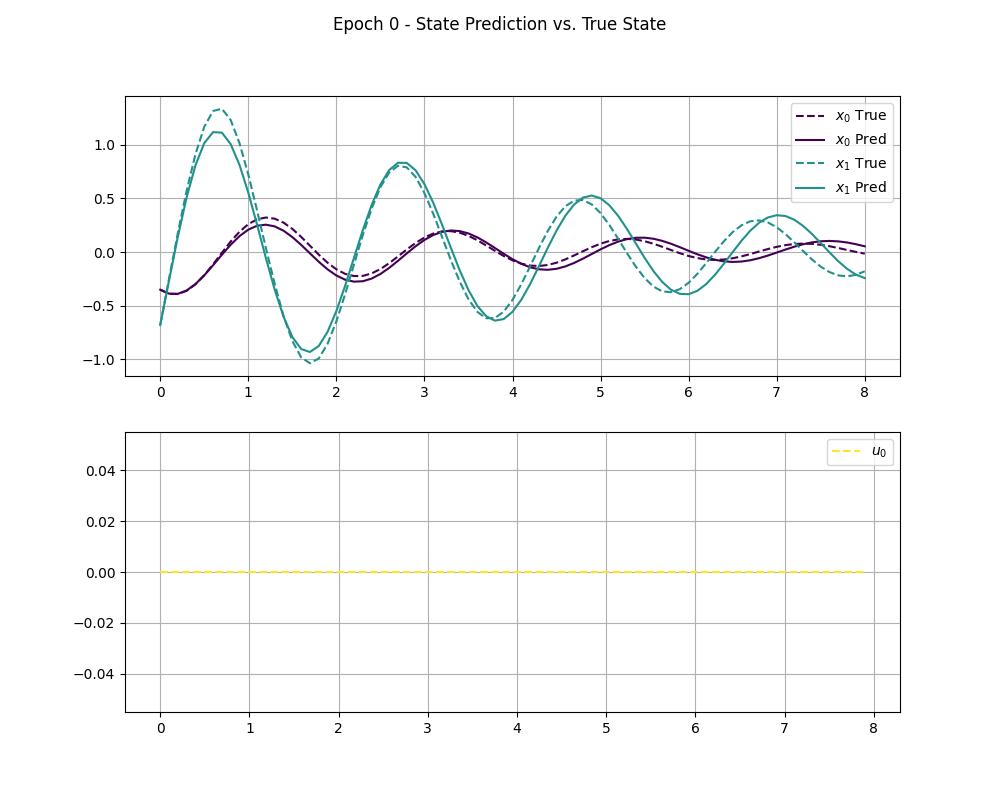 Epoch 0 - State Prediction vs. True State
1.0
0.5
0.0
−0.5
−1.0
x₀ True
x₀ Pred
x₁ True
x₁ Pred
0 1 2 3 4 5 6 7 8
0.04
0.02
0.00
−0.02
−0.04
u₀
0 1 2 3 4 5 6 7 8